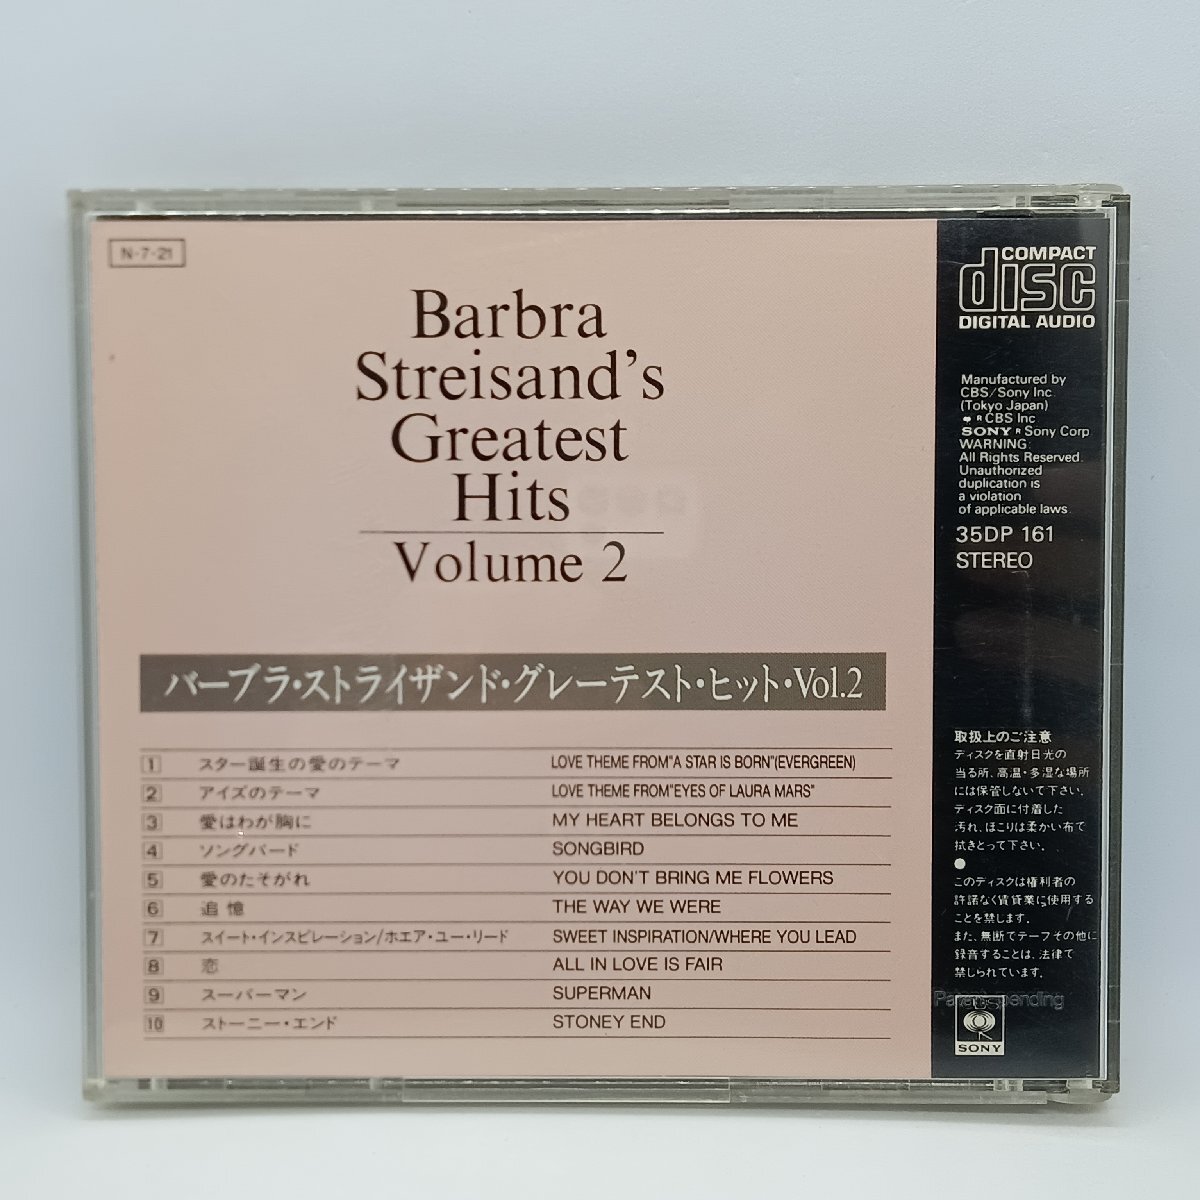 N-7-21
Barbra
Streisand's
Greatest
Hits
Volume 2
バーブラ・ストライザンド・グレーテスト・ヒット・Vol.2
1 スター誕生の愛のテーマ LOVE THEME FROM"A STAR IS BORN"(EVERGREEN)
2 アイズのテーマ LOVE THEME FROM"EYES OF LAURA MARS"
3 愛はわが胸に MY HEART BELONGS TO ME
4 ソングバード SONGBIRD
5 愛のたそがれ YOU DON'T BRING ME FLOWERS
6 追憶 THE WAY WE WERE
7 スイート・インスピレーション/ホエア・ユー・リード SWEET INSPIRATION/WHERE YOU LEAD
8 恋 ALL IN LOVE IS FAIR
9 スーパーマン SUPERMAN
10 ストーニー・エンド STONEY END
COMPACT
disc
DIGITAL AUDIO
Manufactured by
CBS/Sony Inc.
(Tokyo Japan)
R CBS Inc
SONY R Sony Corp
WARNING:
All Rights Reserved.
Unauthorized
duplication is
a violation
of applicable laws.
35DP 161
STEREO
取扱上のご注意
ディスクを直射日光の
当る所、高温・多湿な場所
には保管しないで下さい。
ディスク面に付着した
汚れ、ほこりは柔かい布で
拭きとって下さい。
●
このディスクは権利者の
許諾なく賃貸業に使用する
ことを禁じます。
また、無断でテープその他に
録音することは、法律で
禁じられています。
Patents pending
SONY